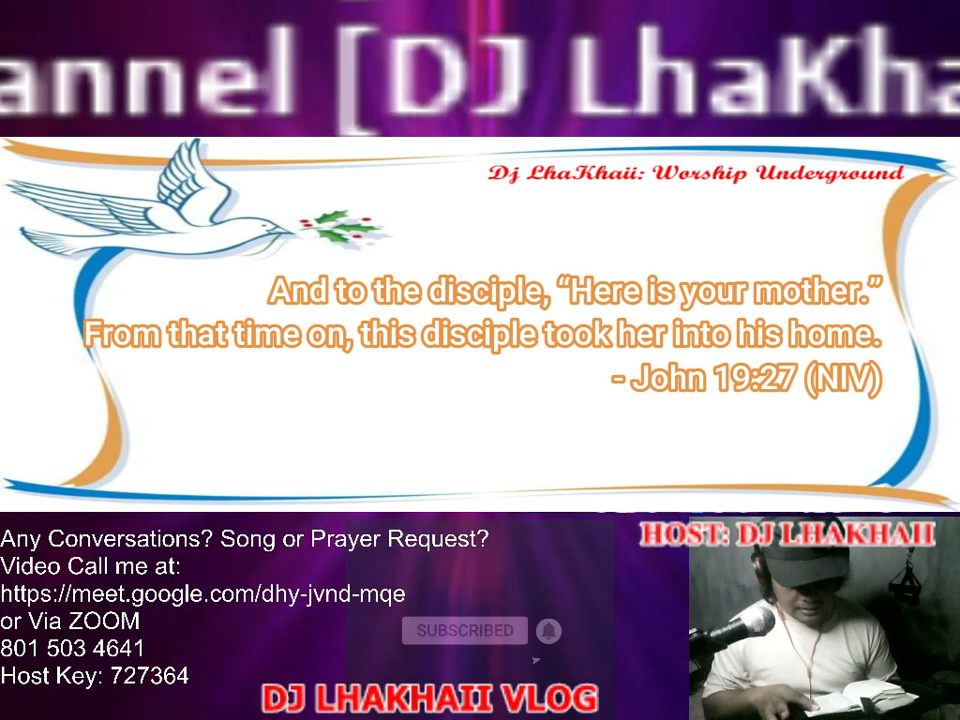 annel [DJ LhaKha
Dj LhaKhaii: Worship Underground
And to the disciple, “Here is your mother.”
From that time on, this disciple took her into his home.
- John 19:27 (NIV)
Any Conversations? Song or Prayer Request?
Video Call me at:
https://meet.google.com/dhy-jvnd-mqe
or Via ZOOM
801 503 4641
Host Key: 727364
SUBSCRIBED
DJ LHAKHAII VLOG
HOST: DJ LHAKHAII